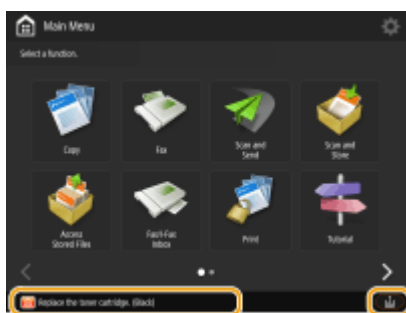 Main Menu
Select a function.
Copy
Fax
Scan and
Send
Scan and
Store
Access
Stored Files
Fax/I-Fax
Inbox
Print
Tutorial
Replace the toner cartridge. (Black)